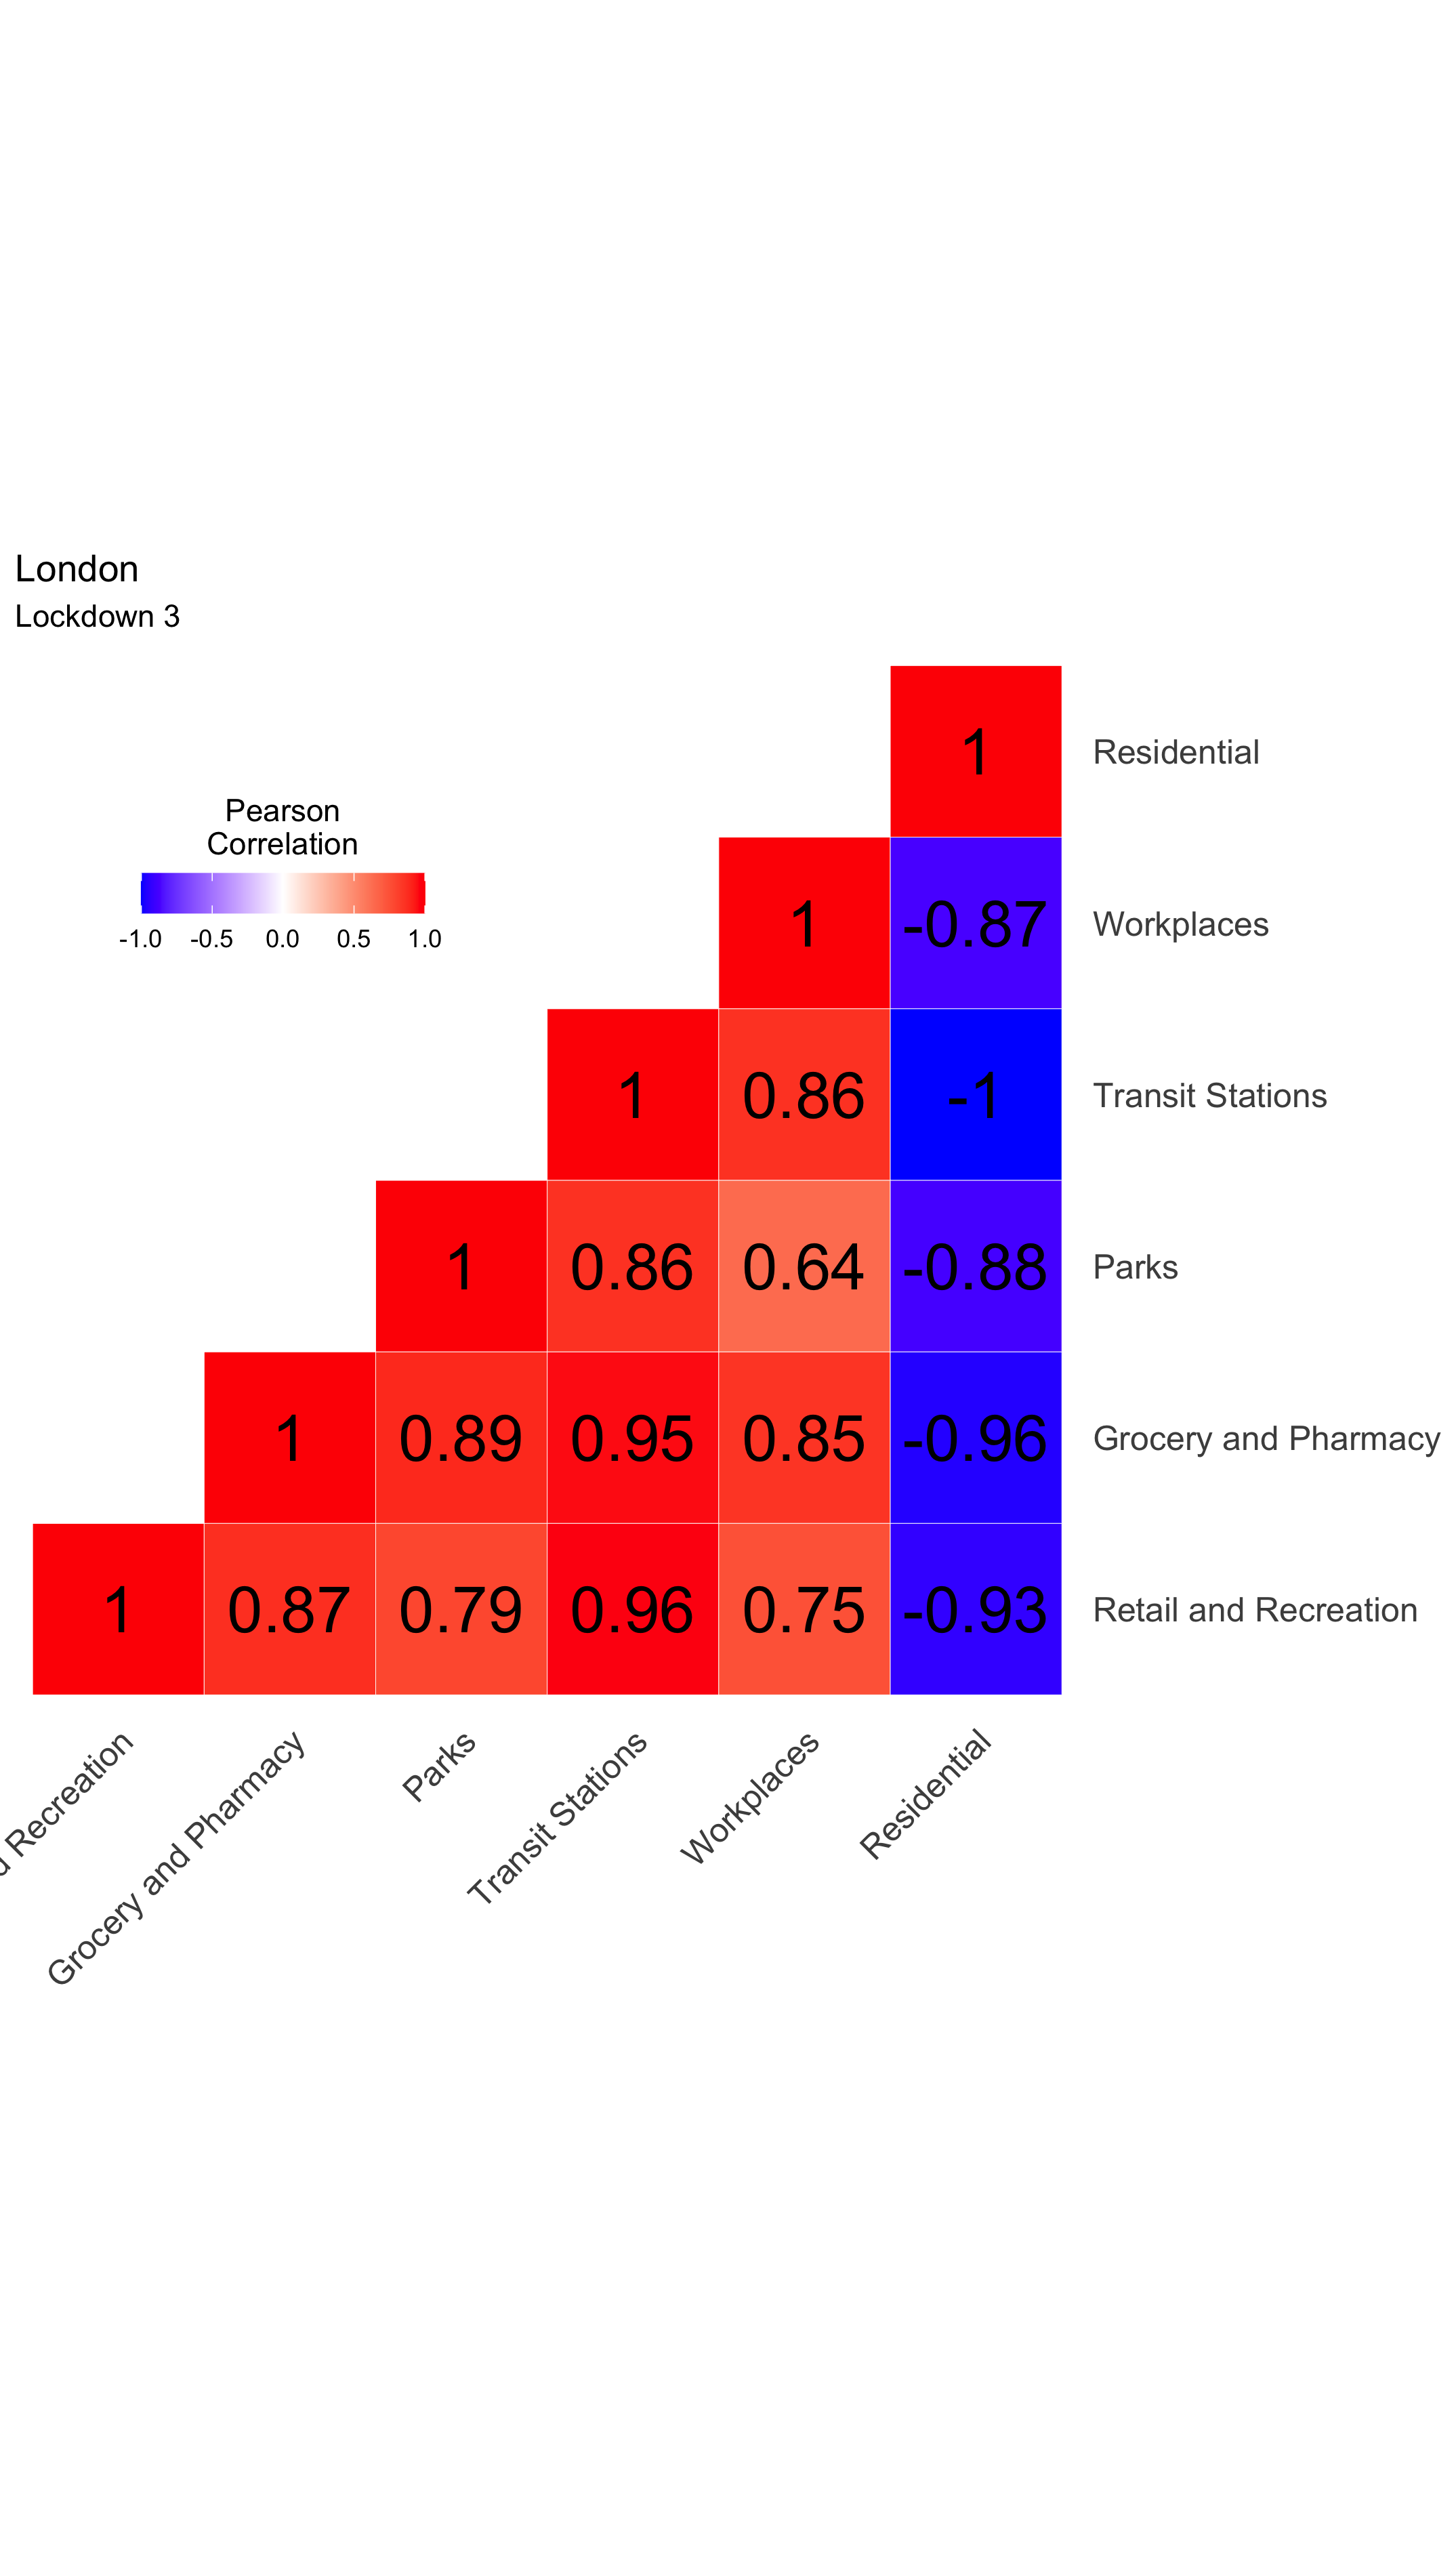 London
Lockdown 3
Pearson
Correlation
-1.0 -0.5 0.0 0.5 1.0
1 Residential
1 -0.87 Workplaces
1 0.86 -1 Transit Stations
1 0.86 0.64 -0.88 Parks
1 0.89 0.95 0.85 -0.96 Grocery and Pharmacy
1 0.87 0.79 0.96 0.75 -0.93 Retail and Recreation
Recreation
Grocery and Pharmacy
Parks
Transit Stations
Workplaces
Residential